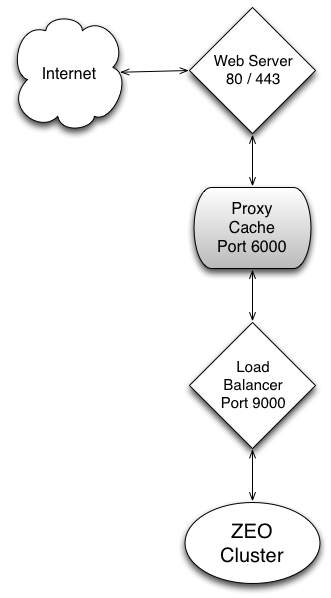 Internet
Web Server
80 / 443
Proxy
Cache
Port 6000
Load
Balancer
Port 9000
ZEO
Cluster